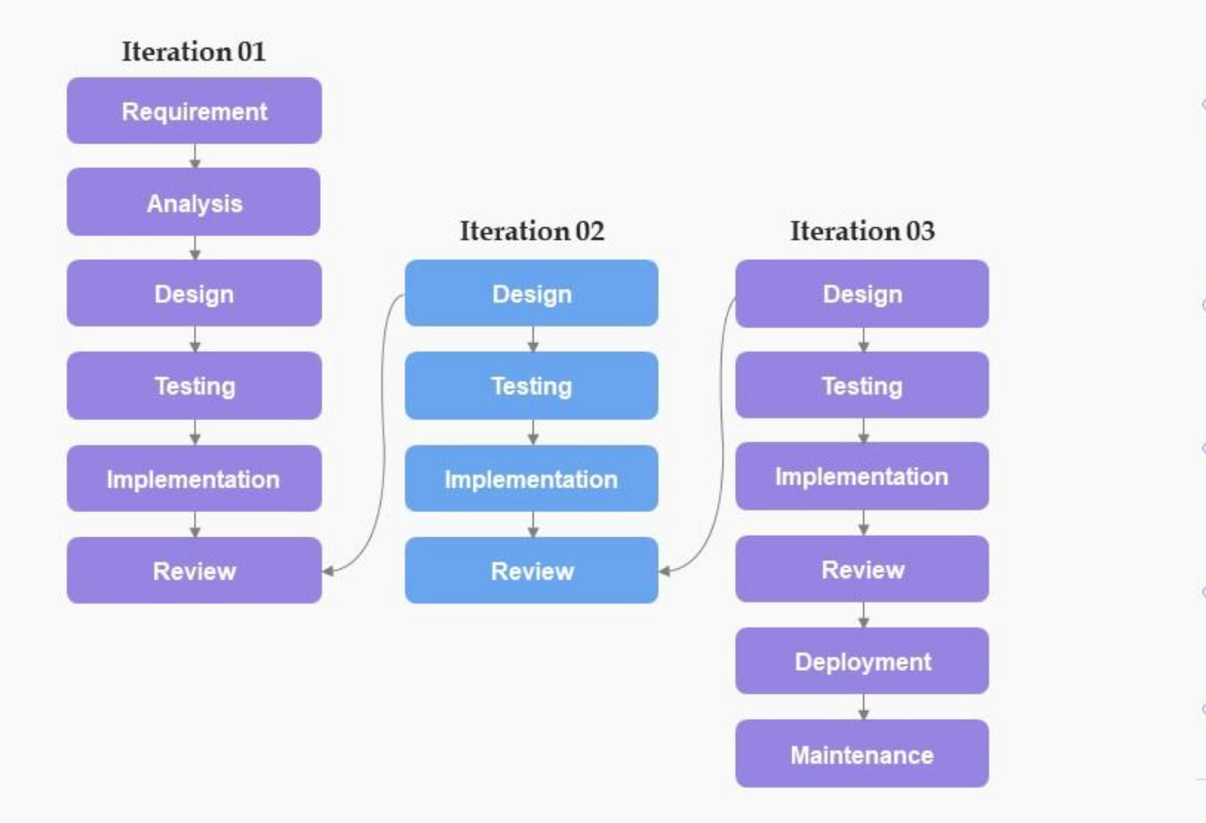 Iteration 01
Requirement
Analysis
Design
Testing
Implementation
Review
Iteration 02
Design
Testing
Implementation
Review
Iteration 03
Design
Testing
Implementation
Review
Deployment
Maintenance